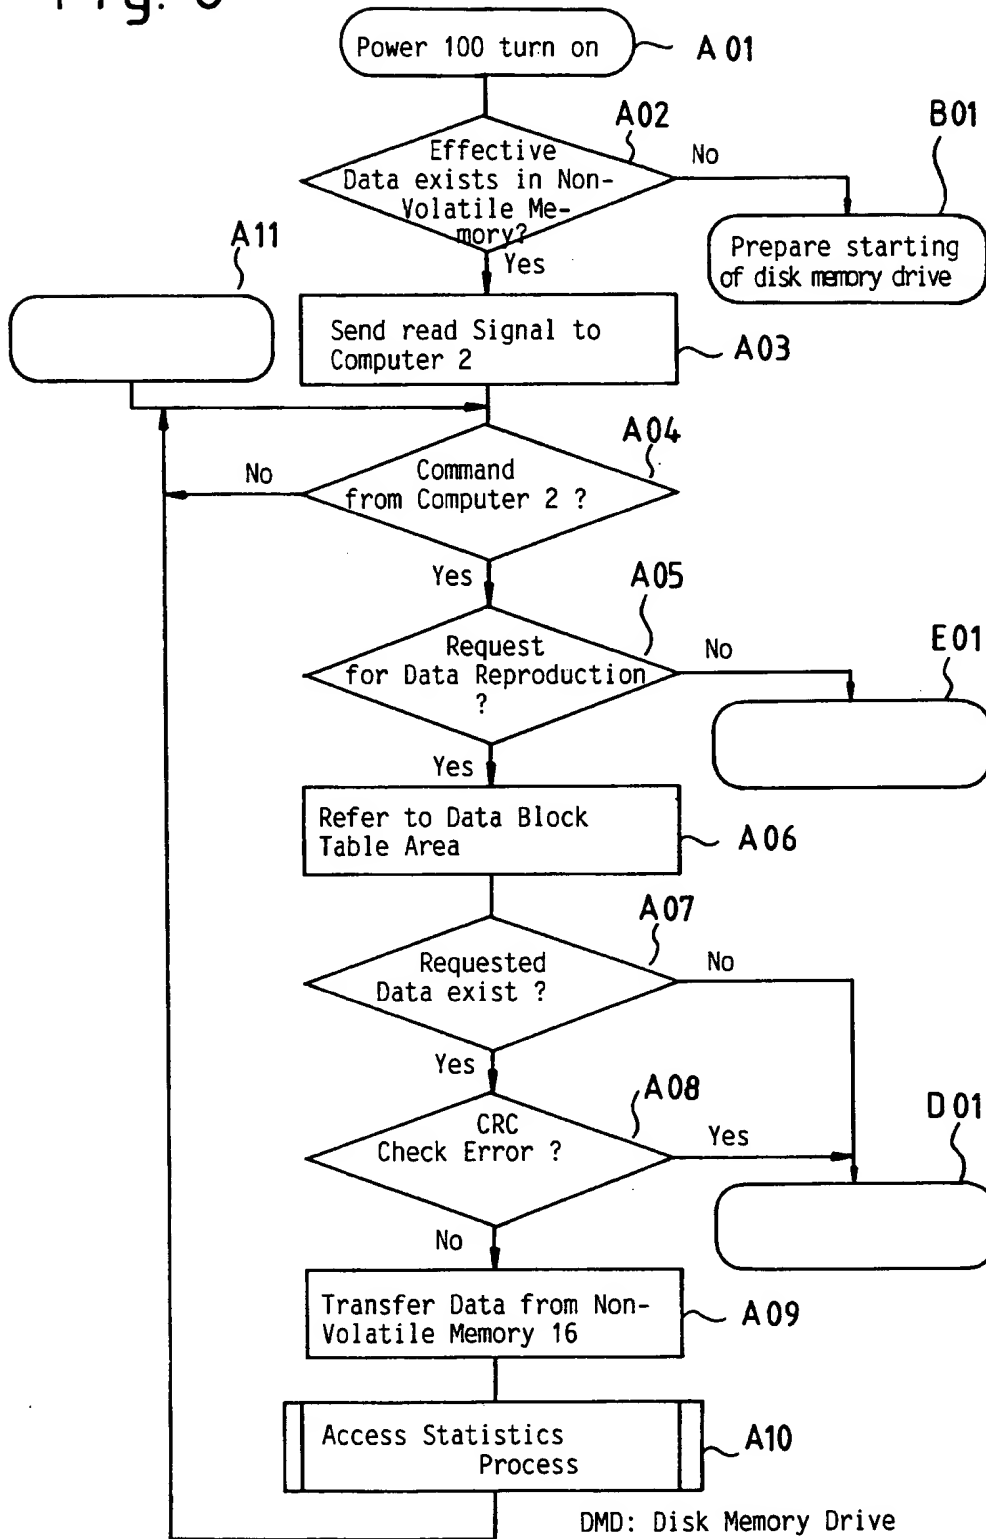 Power 100 turn on
A01
A02
Effective
Data exists in Non-
Volatile Me-
mory?
No
B01
Prepare starting
of disk memory drive
Yes
A11
Send read Signal to
Computer 2
A03
A04
Command
from Computer 2 ?
No
Yes
A05
Request
for Data Reproduction
?
No
E01
Yes
Refer to Data Block
Table Area
A06
A07
Requested
Data exist ?
No
Yes
A08
CRC
Check Error ?
Yes
D01
No
Transfer Data from Non-
Volatile Memory 16
A09
Access Statistics
Process
A10
DMD: Disk Memory Drive